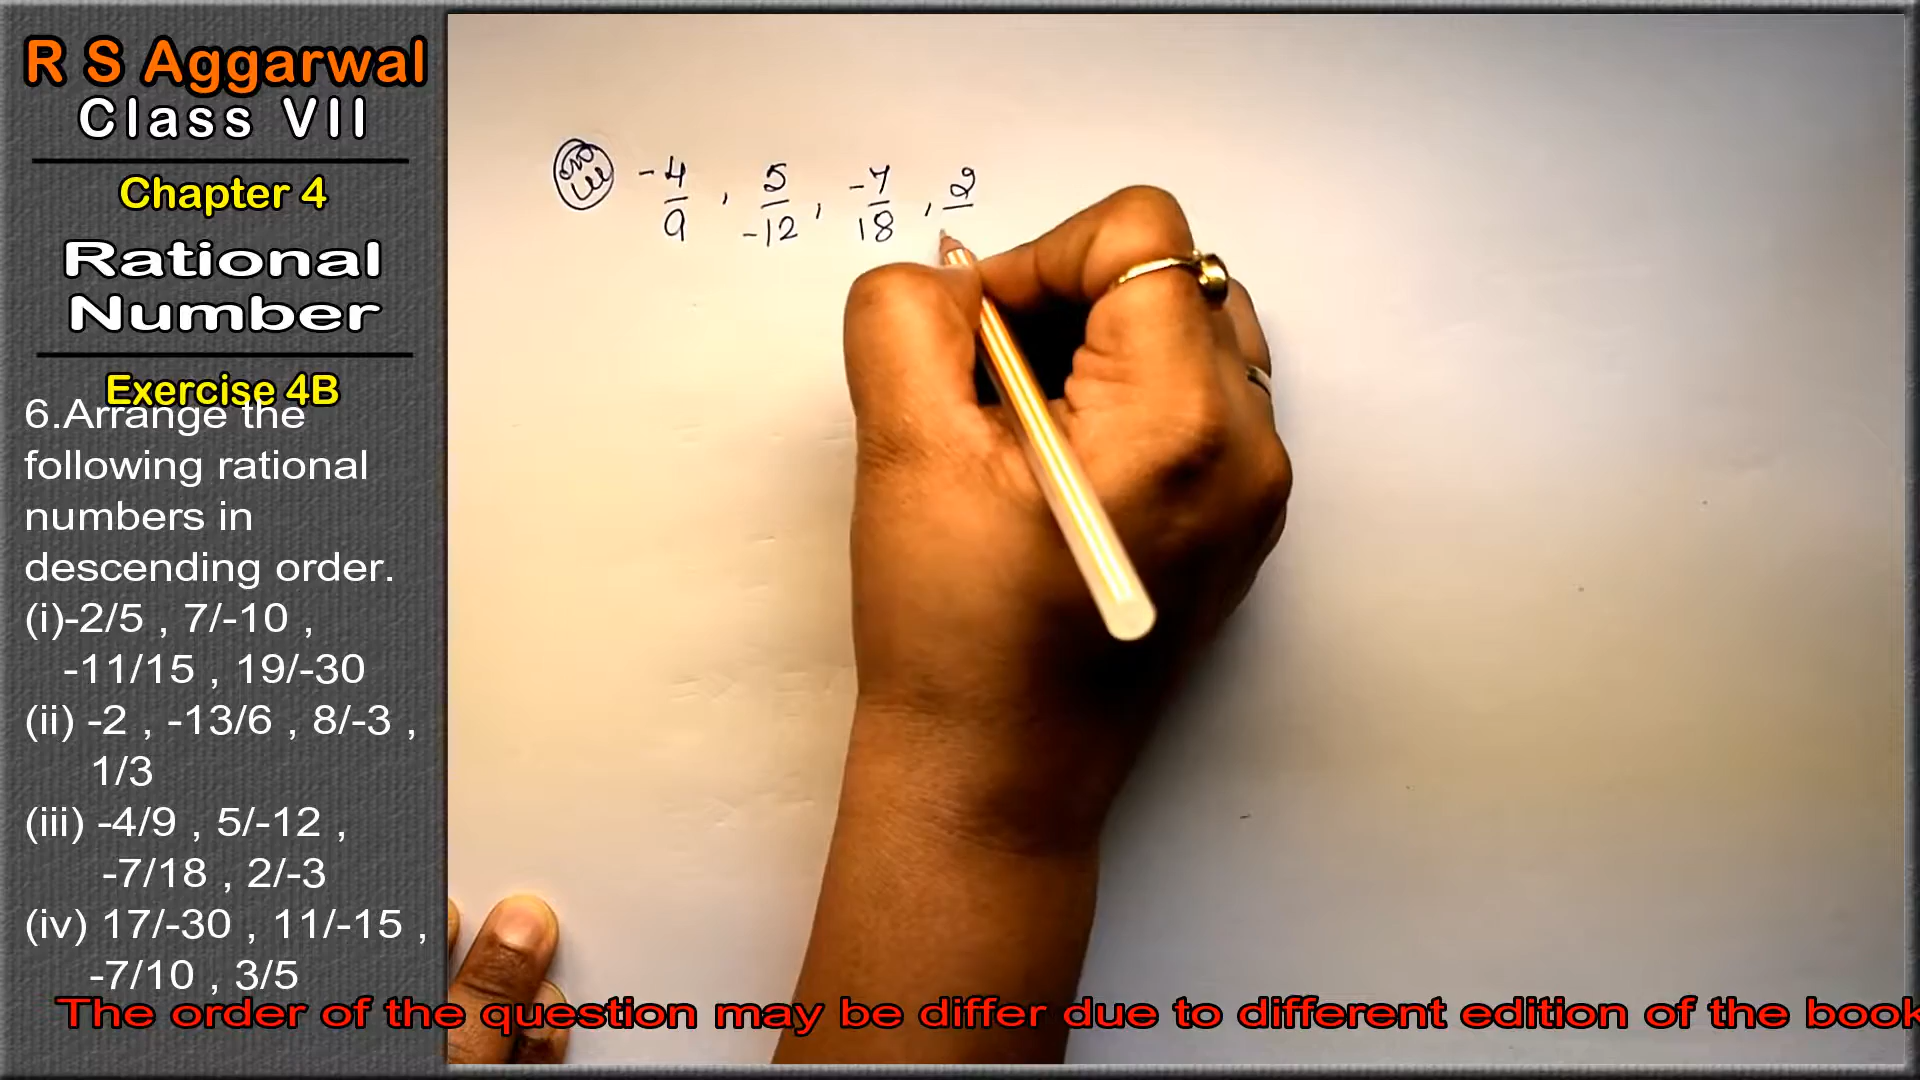 R S Aggarwal
Class VII
Chapter 4
Rational
Number
Exercise 4B
6.Arrange the
following rational
numbers in
descending order.
(i)-2/5 , 7/-10 ,
-11/15 , 19/-30
(ii) -2 , -13/6 , 8/-3 ,
1/3
(iii) -4/9 , 5/-12 ,
-7/18 , 2/-3
(iv) 17/-30 , 11/-15 ,
-7/10 , 3/5
-4/9 , 5/-12 , -7/18 , 2/
The order of the question may be differ due to different edition of the book